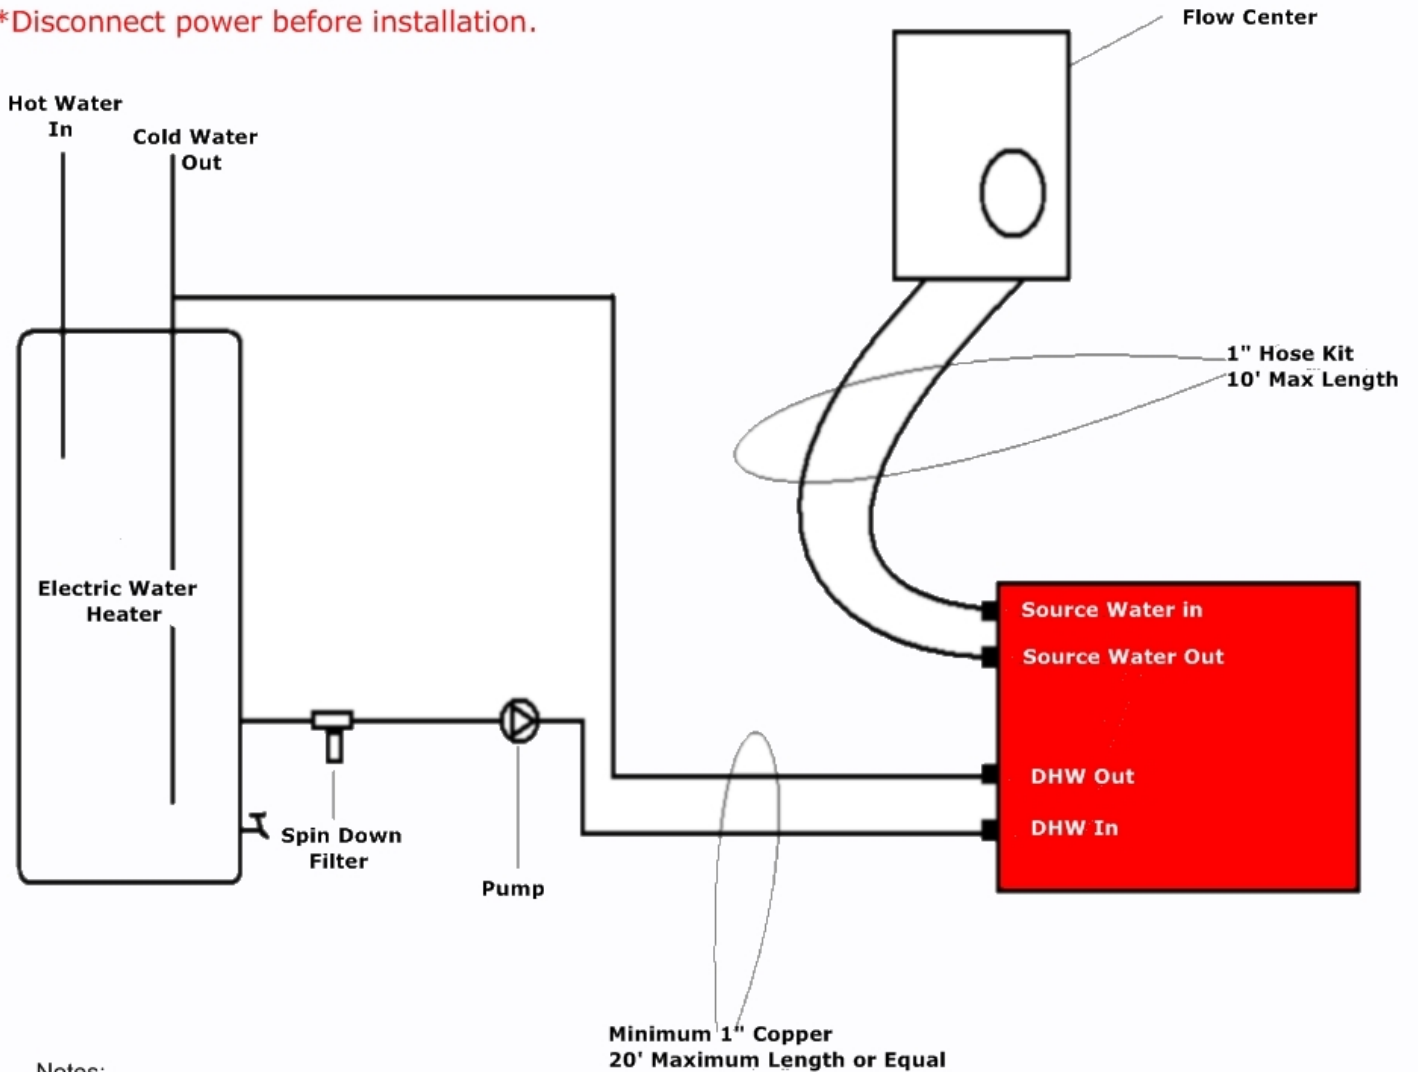 *Disconnect power before installation.
Flow Center
Hot Water
In
Cold Water
Out
1" Hose Kit
10' Max Length
Electric Water
Heater
Source Water in
Source Water Out
DHW Out
DHW In
Spin Down
Filter
Pump
Minimum 1" Copper
20' Maximum Length or Equal
Notes: